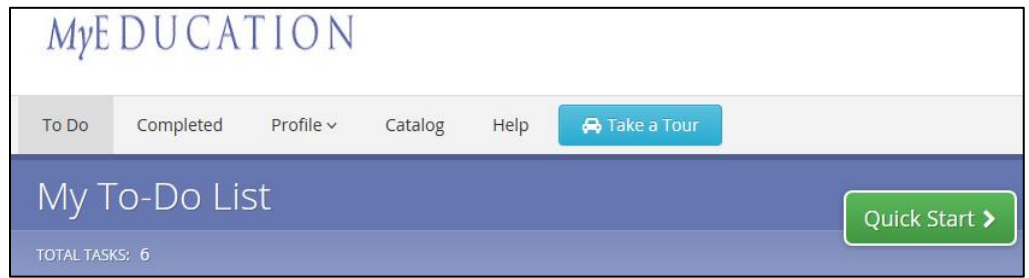 MyEDUCATION
To Do Completed Profile Catalog Help Take a Tour
My To-Do List
Quick Start
TOTAL TASKS: 6